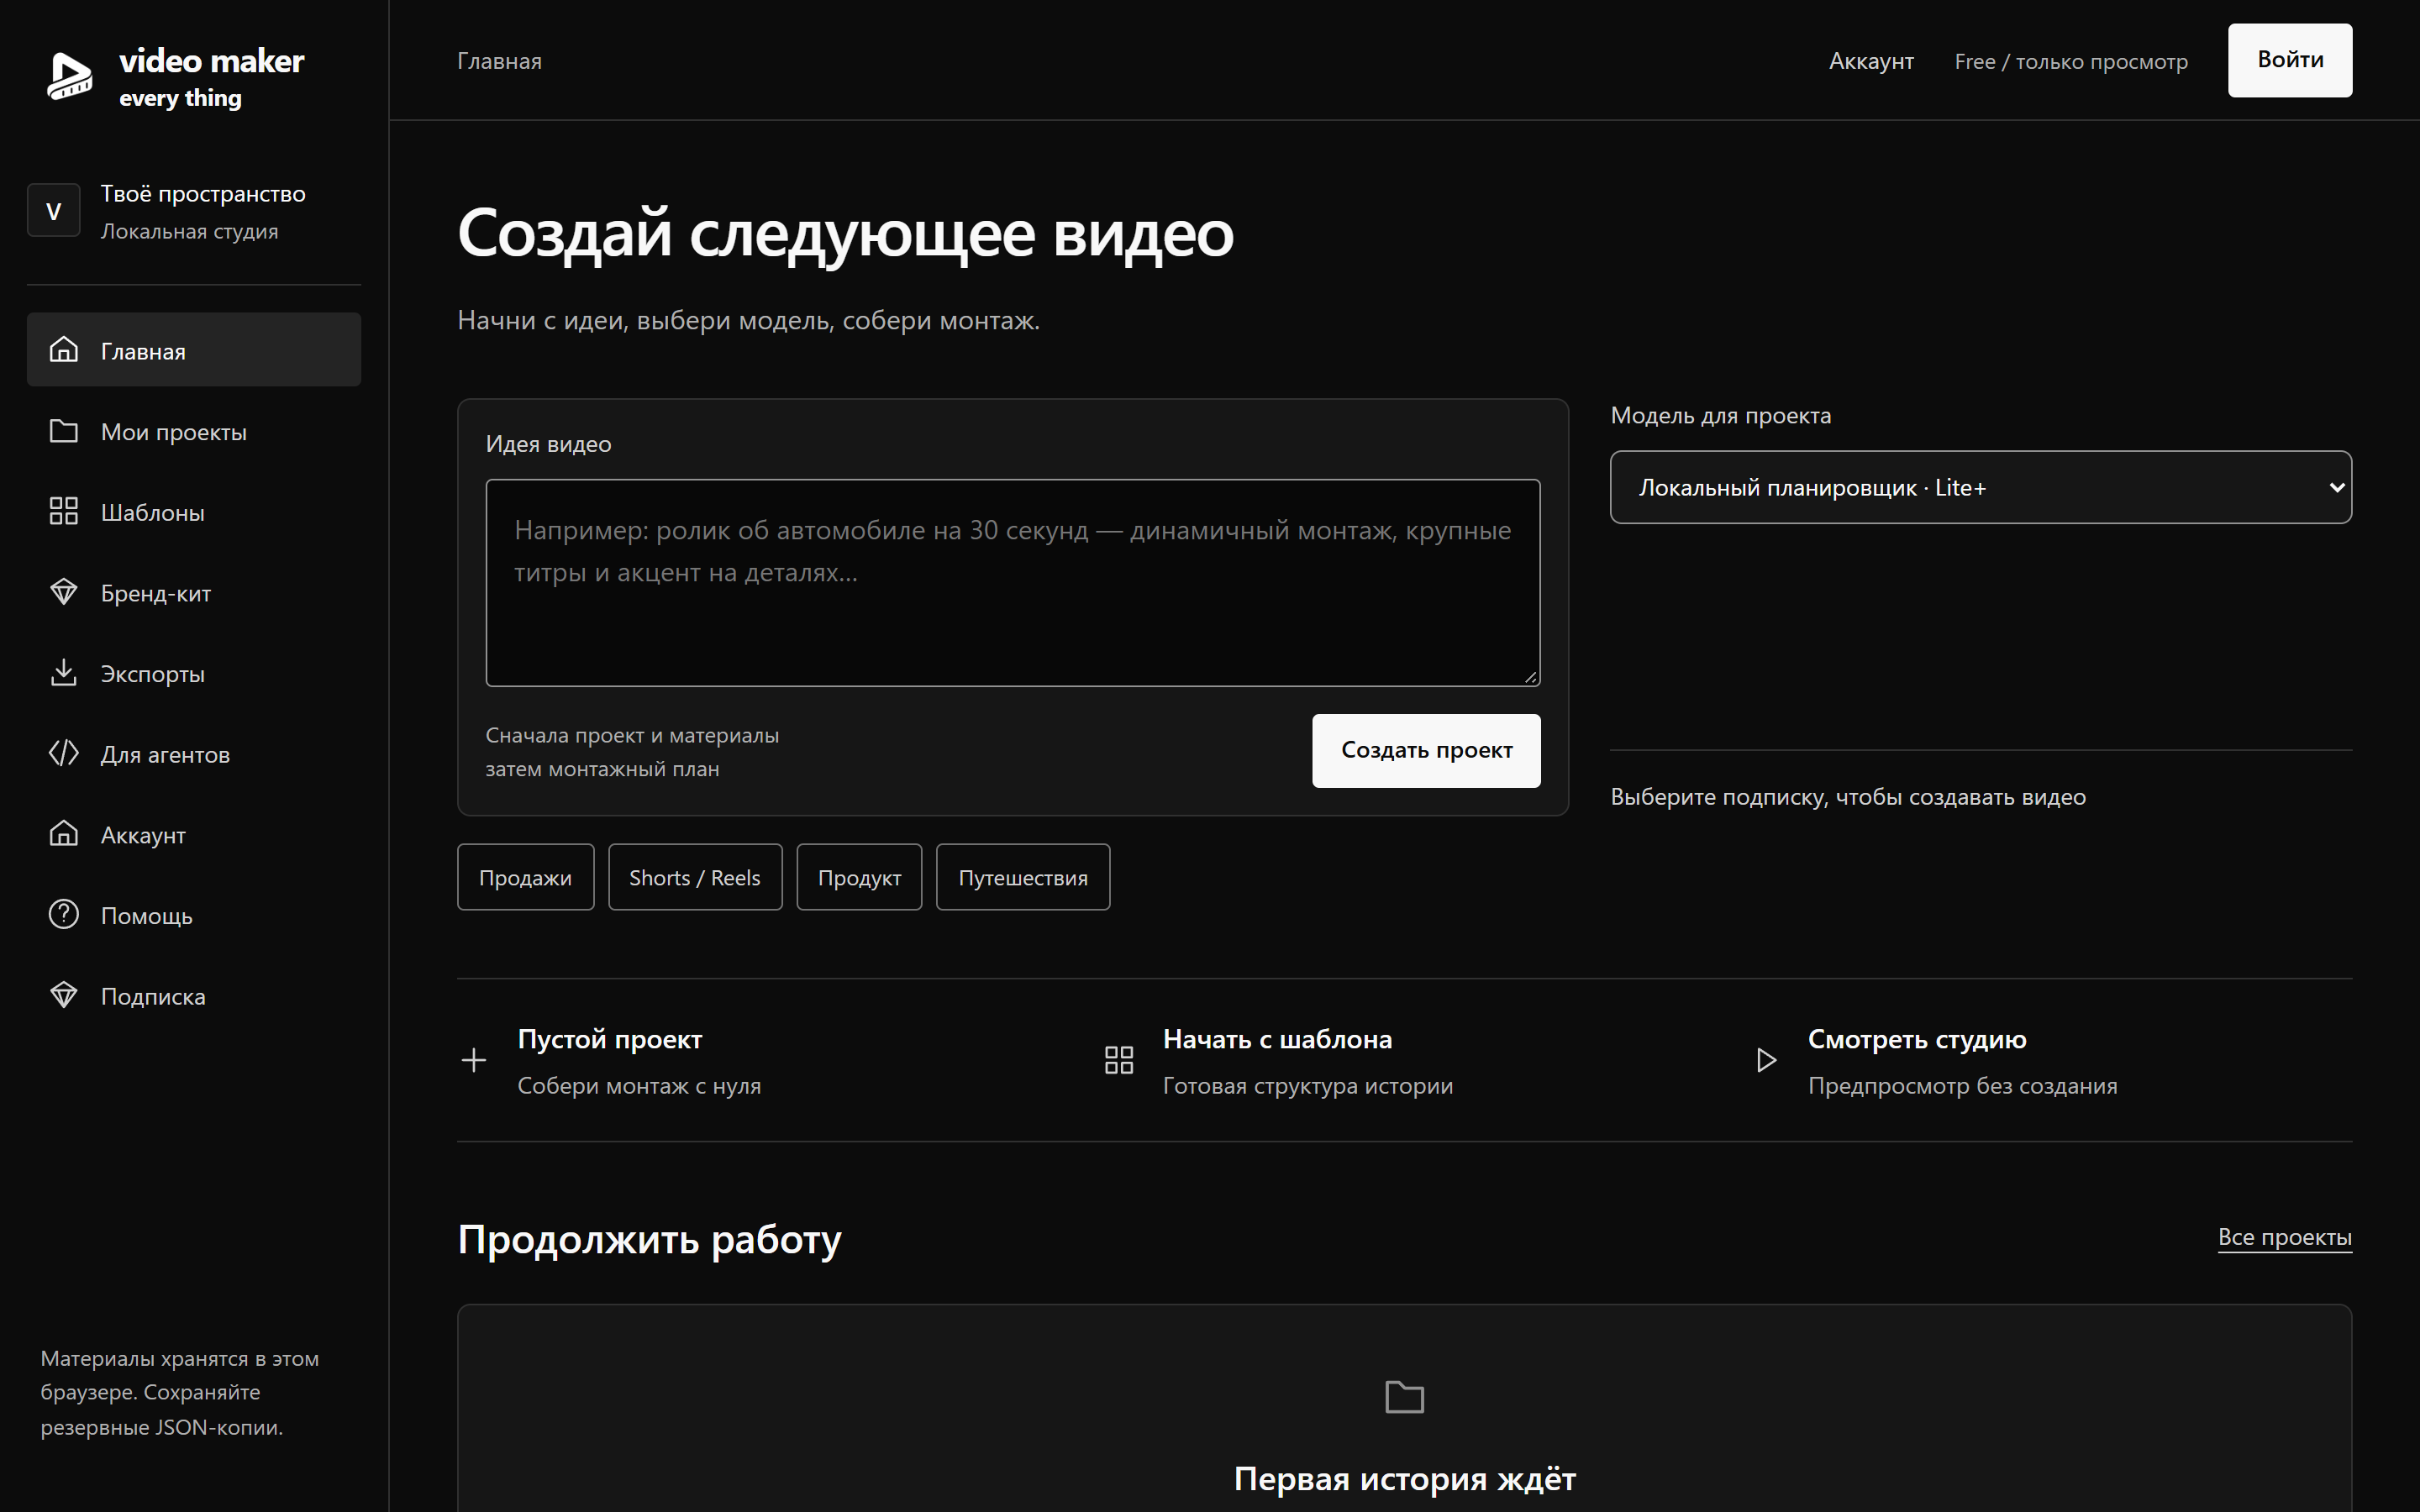 video maker
every thing
V
Твоё пространство
Локальная студия
Главная
Мои проекты
Шаблоны
Бренд-кит
Экспорты
Для агентов
Аккаунт
Помощь
Подписка
Материалы хранятся в этом
браузере. Сохраняйте
резервные JSON-копии.
Главная
Аккаунт
Free / только просмотр
Войти
Создай следующее видео
Начни с идеи, выбери модель, собери монтаж.
Идея видео
Например: ролик об автомобиле на 30 секунд — динамичный монтаж, крупные
титры и акцент на деталях...
Сначала проект и материалы
затем монтажный план
Создать проект
Модель для проекта
Локальный планировщик · Lite+
Выберите подписку, чтобы создавать видео
Продажи
Shorts / Reels
Продукт
Путешествия
Пустой проект
Собери монтаж с нуля
Начать с шаблона
Готовая структура истории
Смотреть студию
Предпросмотр без создания
Продолжить работу
Все проекты
Первая история ждёт